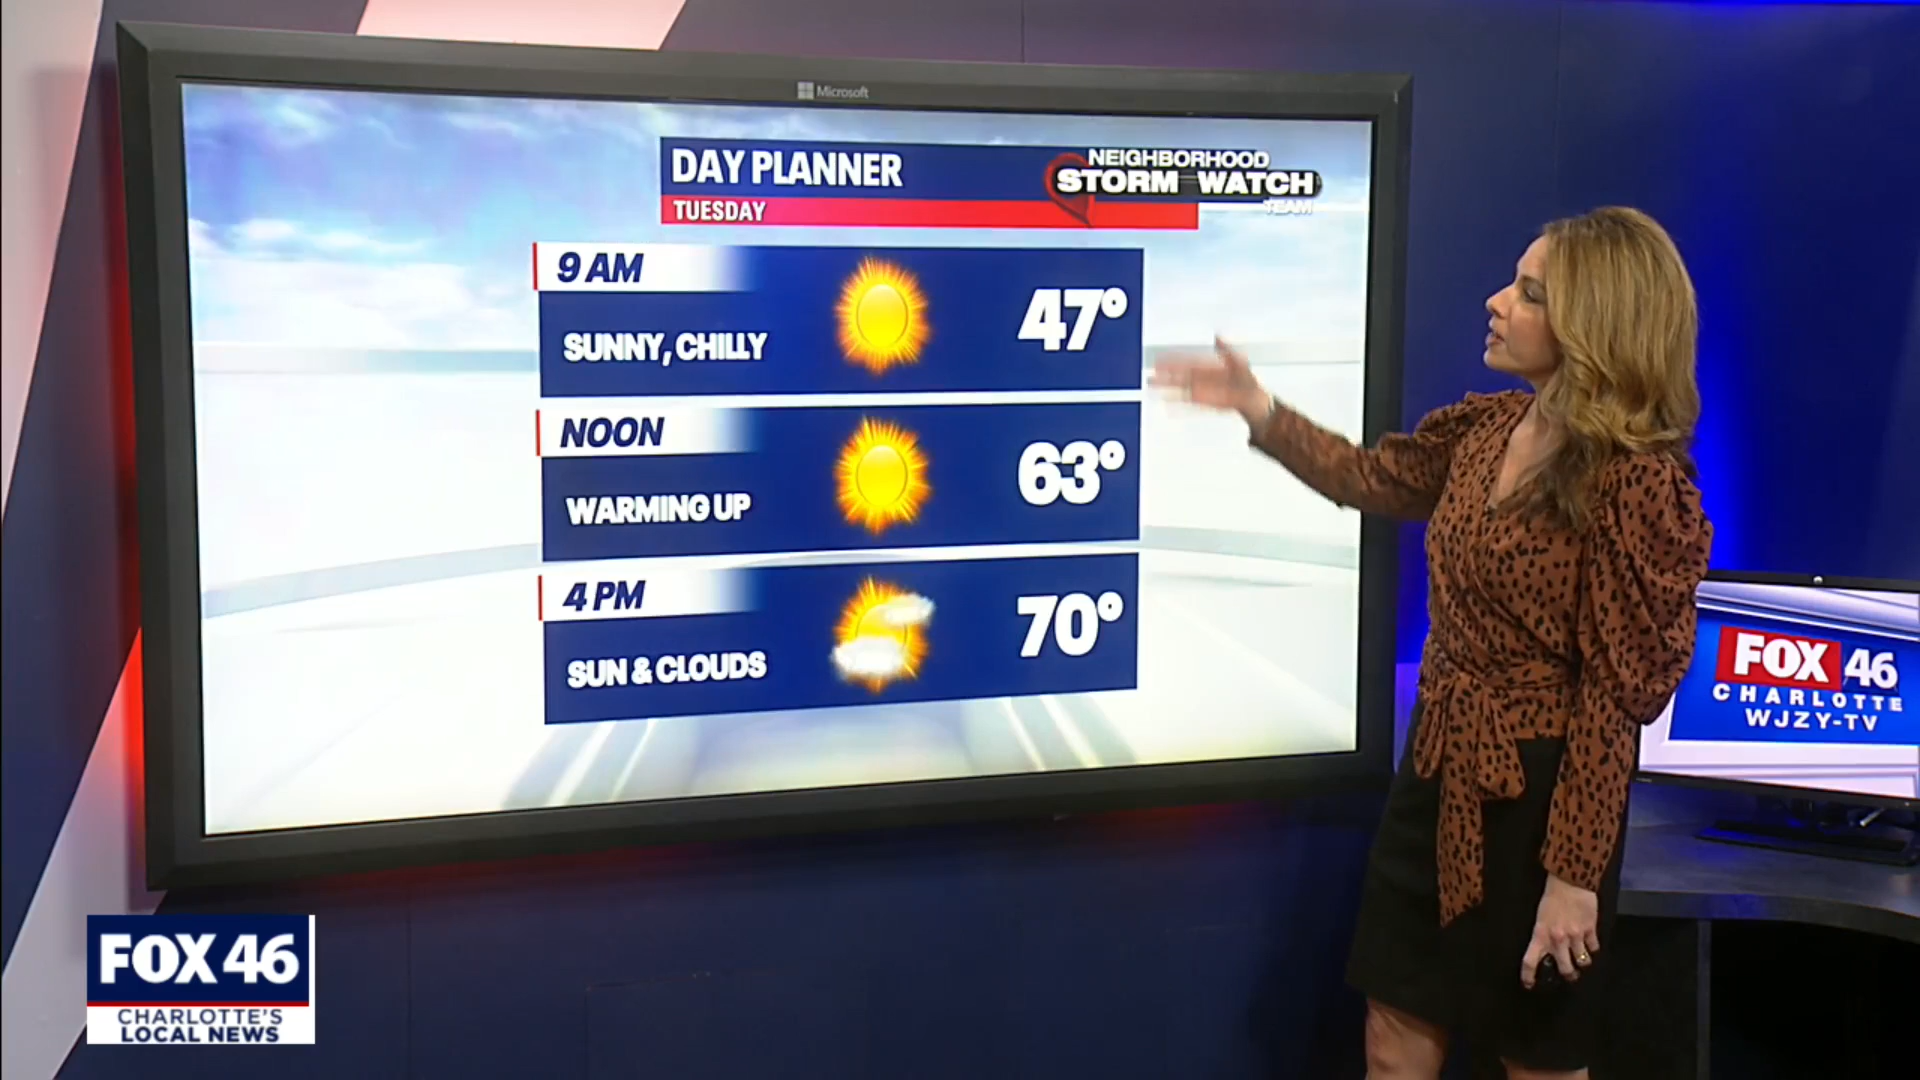 Microsoft
DAY PLANNER
TUESDAY
NEIGHBORHOOD
STORM WATCH
TEAM
9 AM
SUNNY, CHILLY
47°
NOON
WARMING UP
63°
4 PM
SUN & CLOUDS
70°
FOX 46
CHARLOTTE
WJZY-TV
FOX 46
CHARLOTTE'S
LOCAL NEWS